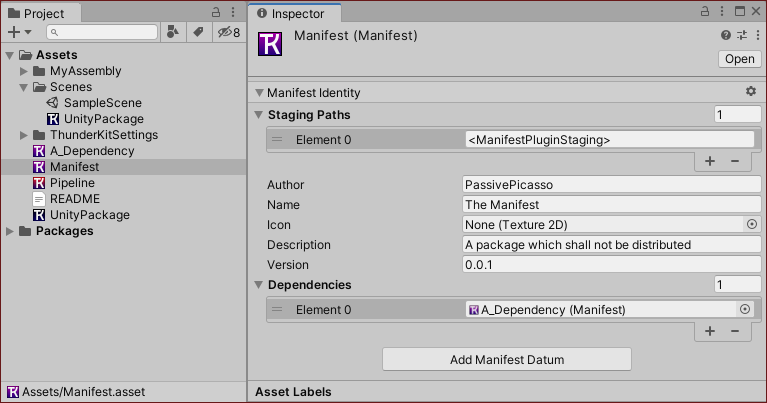 Project
8
Assets
MyAssembly
Scenes
SampleScene
UnityPackage
ThunderKitSettings
A_Dependency
Manifest
Pipeline
README
UnityPackage
Packages
Assets/Manifest.asset
Inspector
Manifest (Manifest)
Open
Manifest Identity
Staging Paths 1
Element 0 <ManifestPluginStaging>
Author PassivePicasso
Name The Manifest
Icon None (Texture 2D)
Description A package which shall not be distributed
Version 0.0.1
Dependencies 1
Element 0 A_Dependency (Manifest)
Add Manifest Datum
Asset Labels